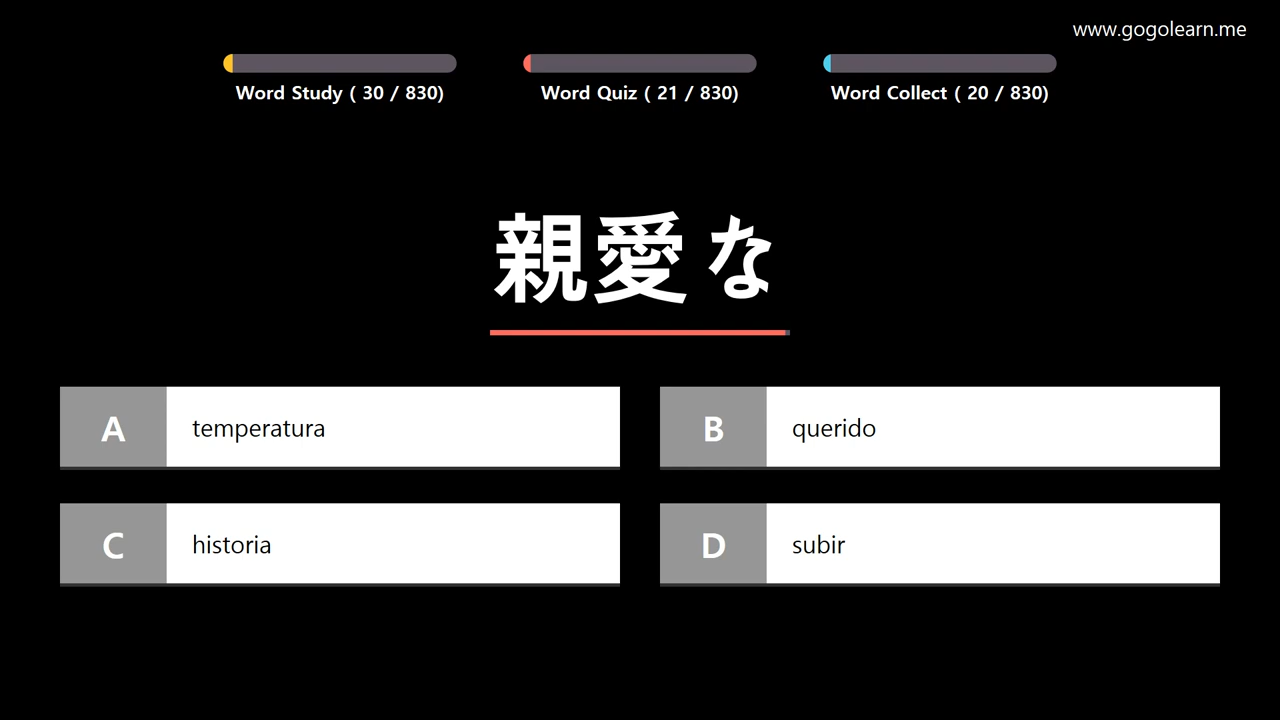 www.gogolearn.me
Word Study ( 30 / 830)
Word Quiz ( 21 / 830)
Word Collect ( 20 / 830)
親愛な
A temperatura
B querido
C historia
D subir